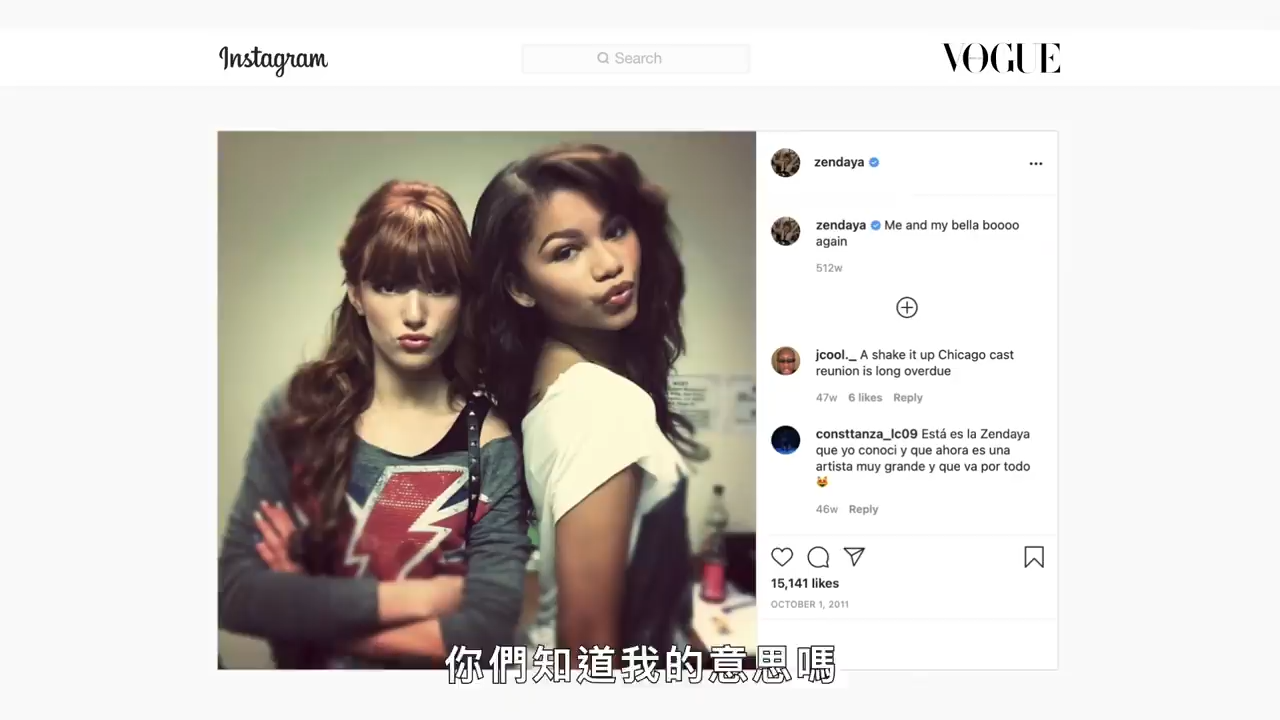 Instagram
Search
VOGUE
zendaya
...
zendaya Me and my bella boooo
again
512w
jcool._ A shake it up Chicago cast
reunion is long overdue
47w 6 likes Reply
consttanza_lc09 Está es la Zendaya
que yo conoci y que ahora es una
artista muy grande y que va por todo
46w Reply
15,141 likes
OCTOBER 1, 2011
你們知道我的意思嗎